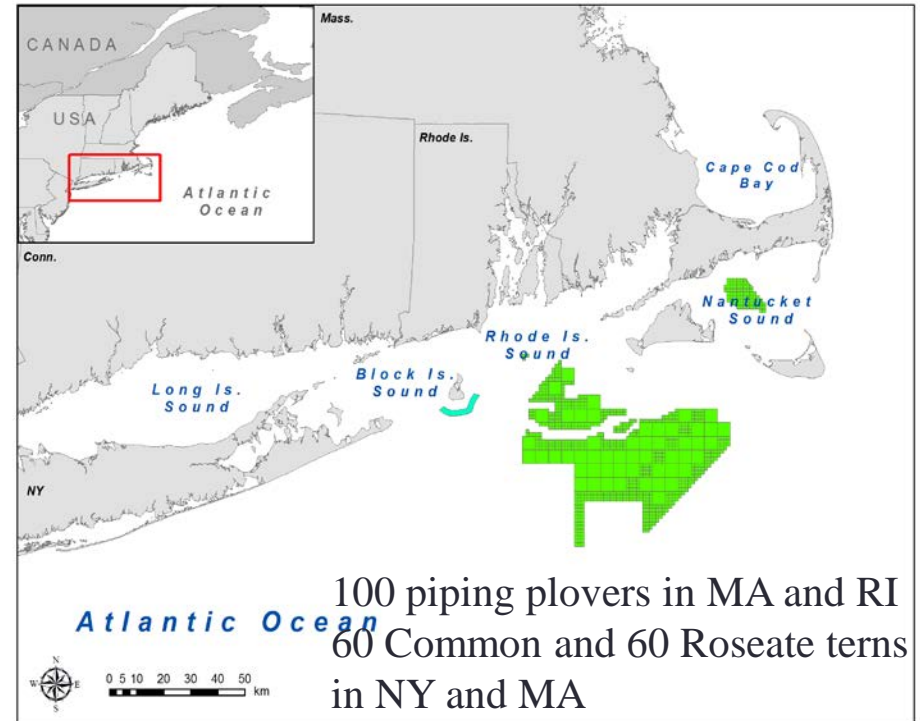 Mass.
CANADA
USA
Rhode Is.
Cape Cod
Bay
Atlantic
Ocean
Conn.
Nantucket
Sound
Rhode Is.
Sound
Block Is.
Sound
Long Is.
Sound
NY
100 piping plovers in MA and RI
Atlantic Ocean
60 Common and 60 Roseate terns
in NY and MA
N
W E
S
0 5 10 20 30 40 50
km